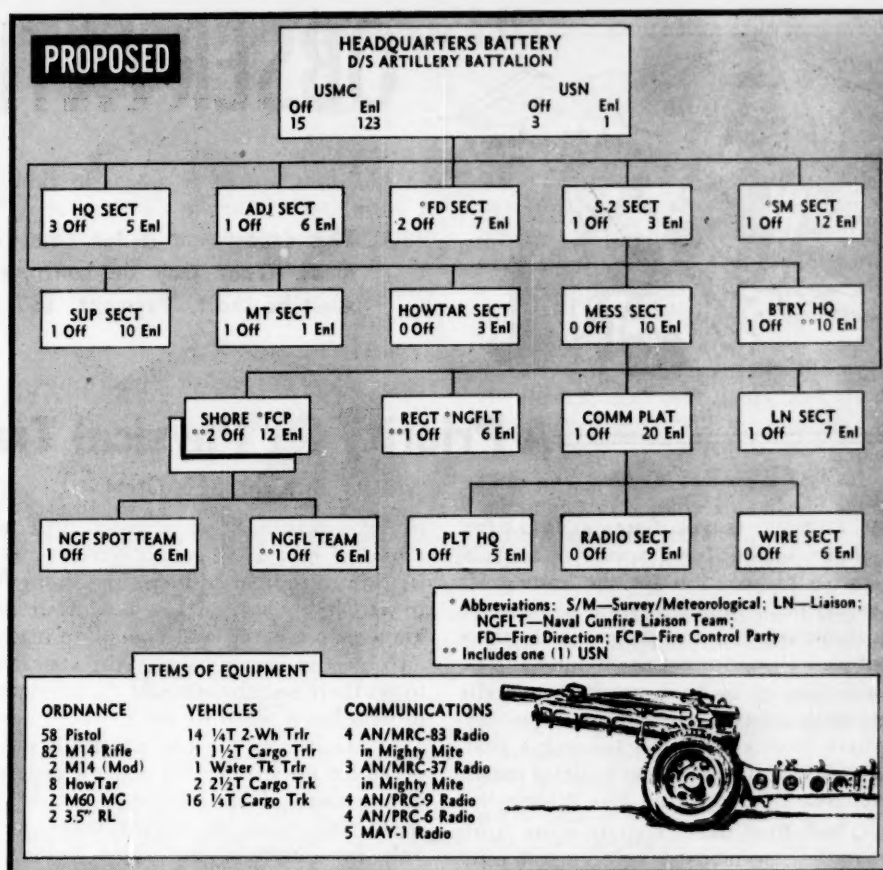 PROPOSED
HEADQUARTERS BATTERY
D/S ARTILLERY BATTALION
USMC USN
Off Enl Off Enl
15 123 3 1
HQ SECT
3 Off 5 Enl
ADJ SECT
1 Off 6 Enl
*FD SECT
2 Off 7 Enl
S-2 SECT
1 Off 3 Enl
*SM SECT
1 Off 12 Enl
SUP SECT
1 Off 10 Enl
MT SECT
1 Off 1 Enl
HOWTAR SECT
0 Off 3 Enl
MESS SECT
0 Off 10 Enl
BTRY HQ
1 Off **10 Enl
SHORE *FCP
**2 Off 12 Enl
REGT *NGFLT
**1 Off 6 Enl
COMM PLAT
1 Off 20 Enl
LN SECT
1 Off 7 Enl
NGF SPOT TEAM
1 Off 6 Enl
NGFL TEAM
**1 Off 6 Enl
PLT HQ
1 Off 5 Enl
RADIO SECT
0 Off 9 Enl
WIRE SECT
0 Off 6 Enl
* Abbreviations: S/M—Survey/Meteorological; LN—Liaison;
NGFLT—Naval Gunfire Liaison Team;
FD—Fire Direction; FCP—Fire Control Party
** Includes one (1) USN
ITEMS OF EQUIPMENT
ORDNANCE
58 Pistol
82 M14 Rifle
2 M14 (Mod)
8 HowTar
2 M60 MG
2 3.5" RL
VEHICLES
14 ¼T 2-Wh Trlr
1 1½T Cargo Trlr
1 Water Tk Trlr
2 2½T Cargo Trk
16 ¼T Cargo Trk
COMMUNICATIONS
4 AN/MRC-83 Radio
in Mighty Mite
3 AN/MRC-37 Radio
in Mighty Mite
4 AN/PRC-9 Radio
4 AN/PRC-6 Radio
5 MAY-1 Radio